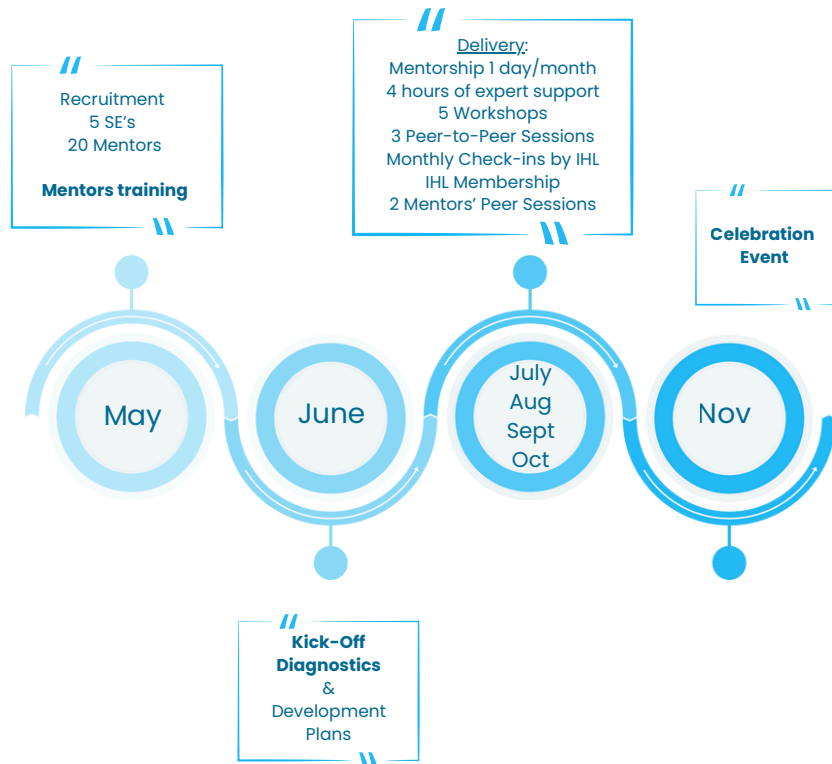 Recruitment
5 SE's
20 Mentors
Mentors training
Delivery:
Mentorship 1 day/month
4 hours of expert support
5 Workshops
3 Peer-to-Peer Sessions
Monthly Check-ins by IHL
IHL Membership
2 Mentors’ Peer Sessions
Celebration
Event
May
June
July
Aug
Sept
Oct
Nov
Kick-Off
Diagnostics
&
Development
Plans